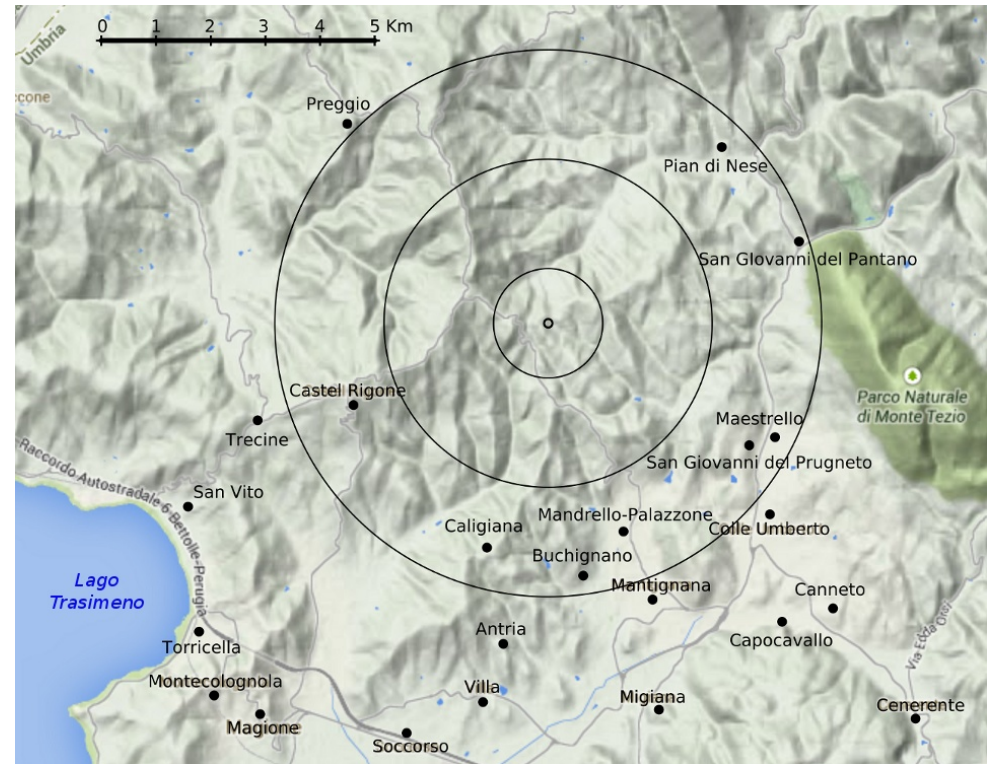 0 1 2 3 4 5 Km
Umbria
ccone
Preggio
Pian di Nese
San GIovanni del Pantano
Castel Rigone
Parco Naturale
di Monte Tezio
Maestrello
Trecine
San Giovanni del Prugneto
Raccordo Autostradale 6 Bettolle-Perugia
San Vito
Mandrello-Palazzone
Caligiana
Colle Umberto
Buchignano
Lago
Trasimeno
Mantignana
Canneto
Antria
Capocavallo
Via Edda Orsi
Torricella
Montecolognola
Villa
Migiana
Cenerente
Magione
Soccorso